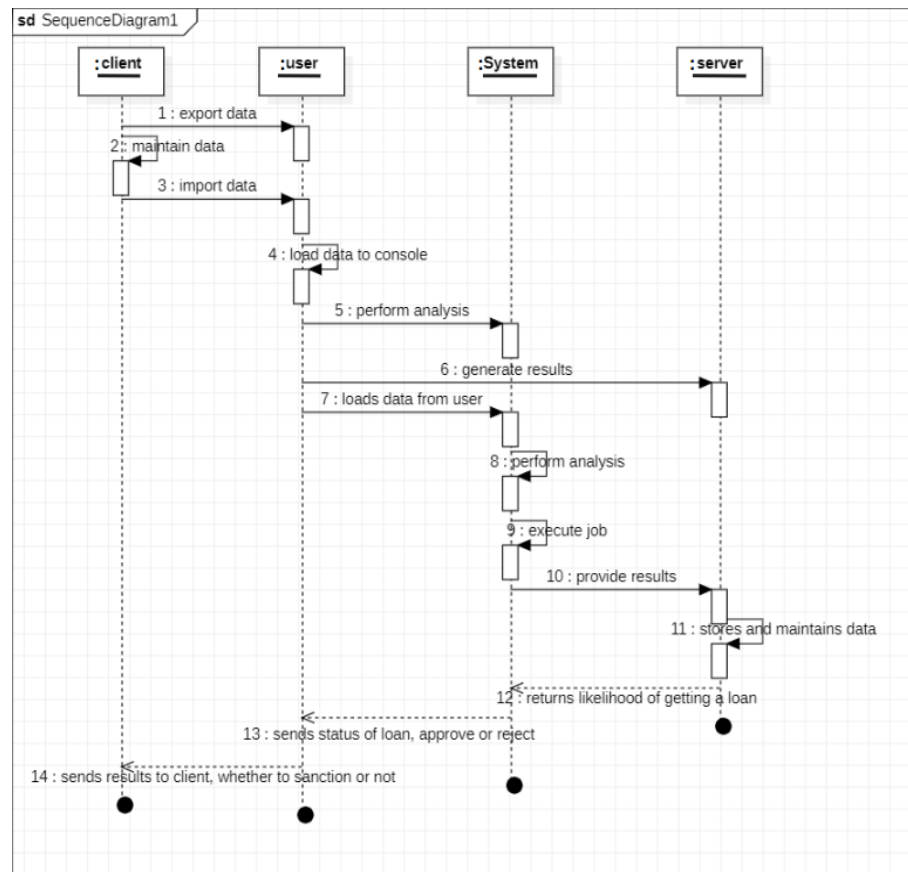 sd SequenceDiagram1
:client
:user
:System
:server
1 : export data
2 : maintain data
3 : import data
4 : load data to console
5 : perform analysis
6 : generate results
7 : loads data from user
8 : perform analysis
9 : execute job
10 : provide results
11 : stores and maintains data
12 : returns likelihood of getting a loan
13 : sends status of loan, approve or reject
14 : sends results to client, whether to sanction or not